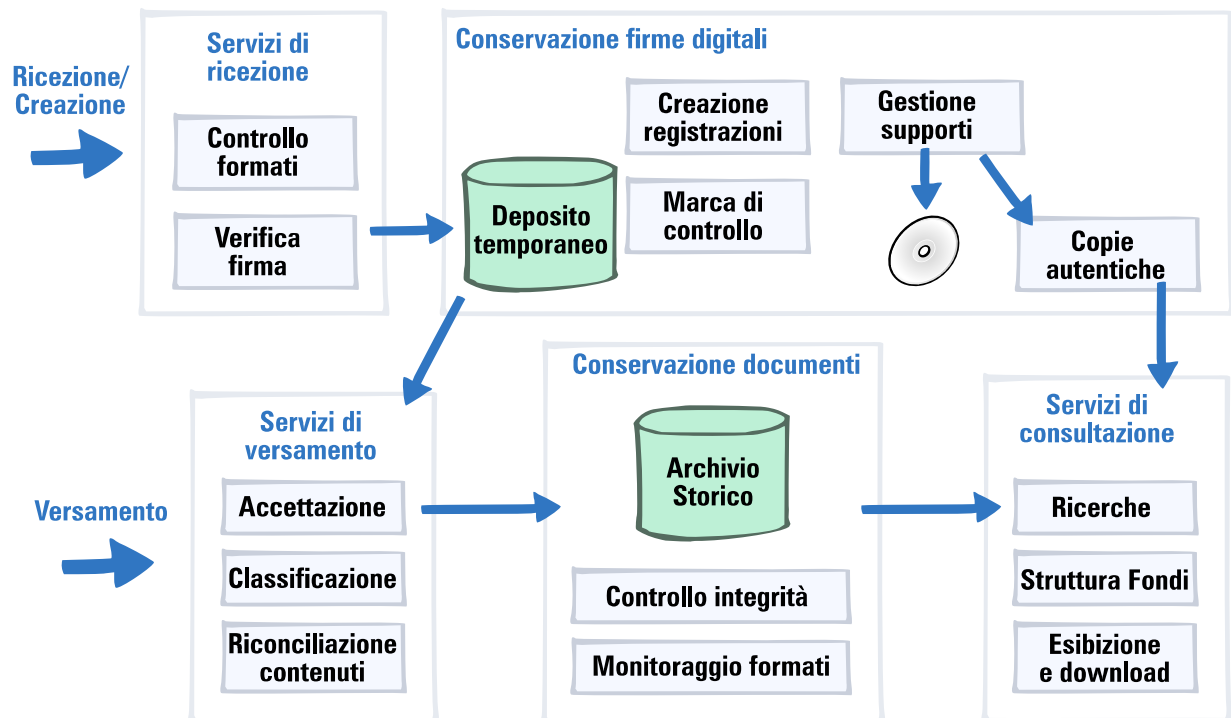 Ricezione/
Creazione
Servizi di
ricezione
Controllo
formati
Verifica
firma
Conservazione firme digitali
Deposito
temporaneo
Creazione
registrazioni
Marca di
controllo
Gestione
supporti
Copie
autentiche
Versamento
Servizi di
versamento
Accettazione
Classificazione
Riconciliazione
contenuti
Conservazione documenti
Archivio
Storico
Controllo integrità
Monitoraggio formati
Servizi di
consultazione
Ricerche
Struttura Fondi
Esibizione
e download